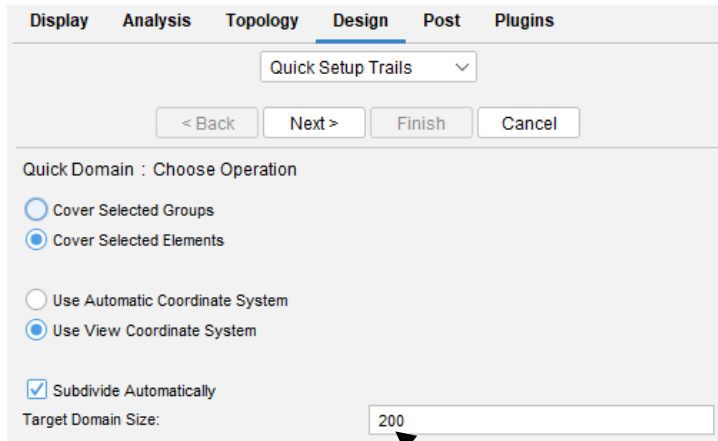 Display Analysis Topology Design Post Plugins
Quick Setup Trails
< Back Next > Finish Cancel
Quick Domain : Choose Operation
Cover Selected Groups
Cover Selected Elements
Use Automatic Coordinate System
Use View Coordinate System
Subdivide Automatically
Target Domain Size: 200